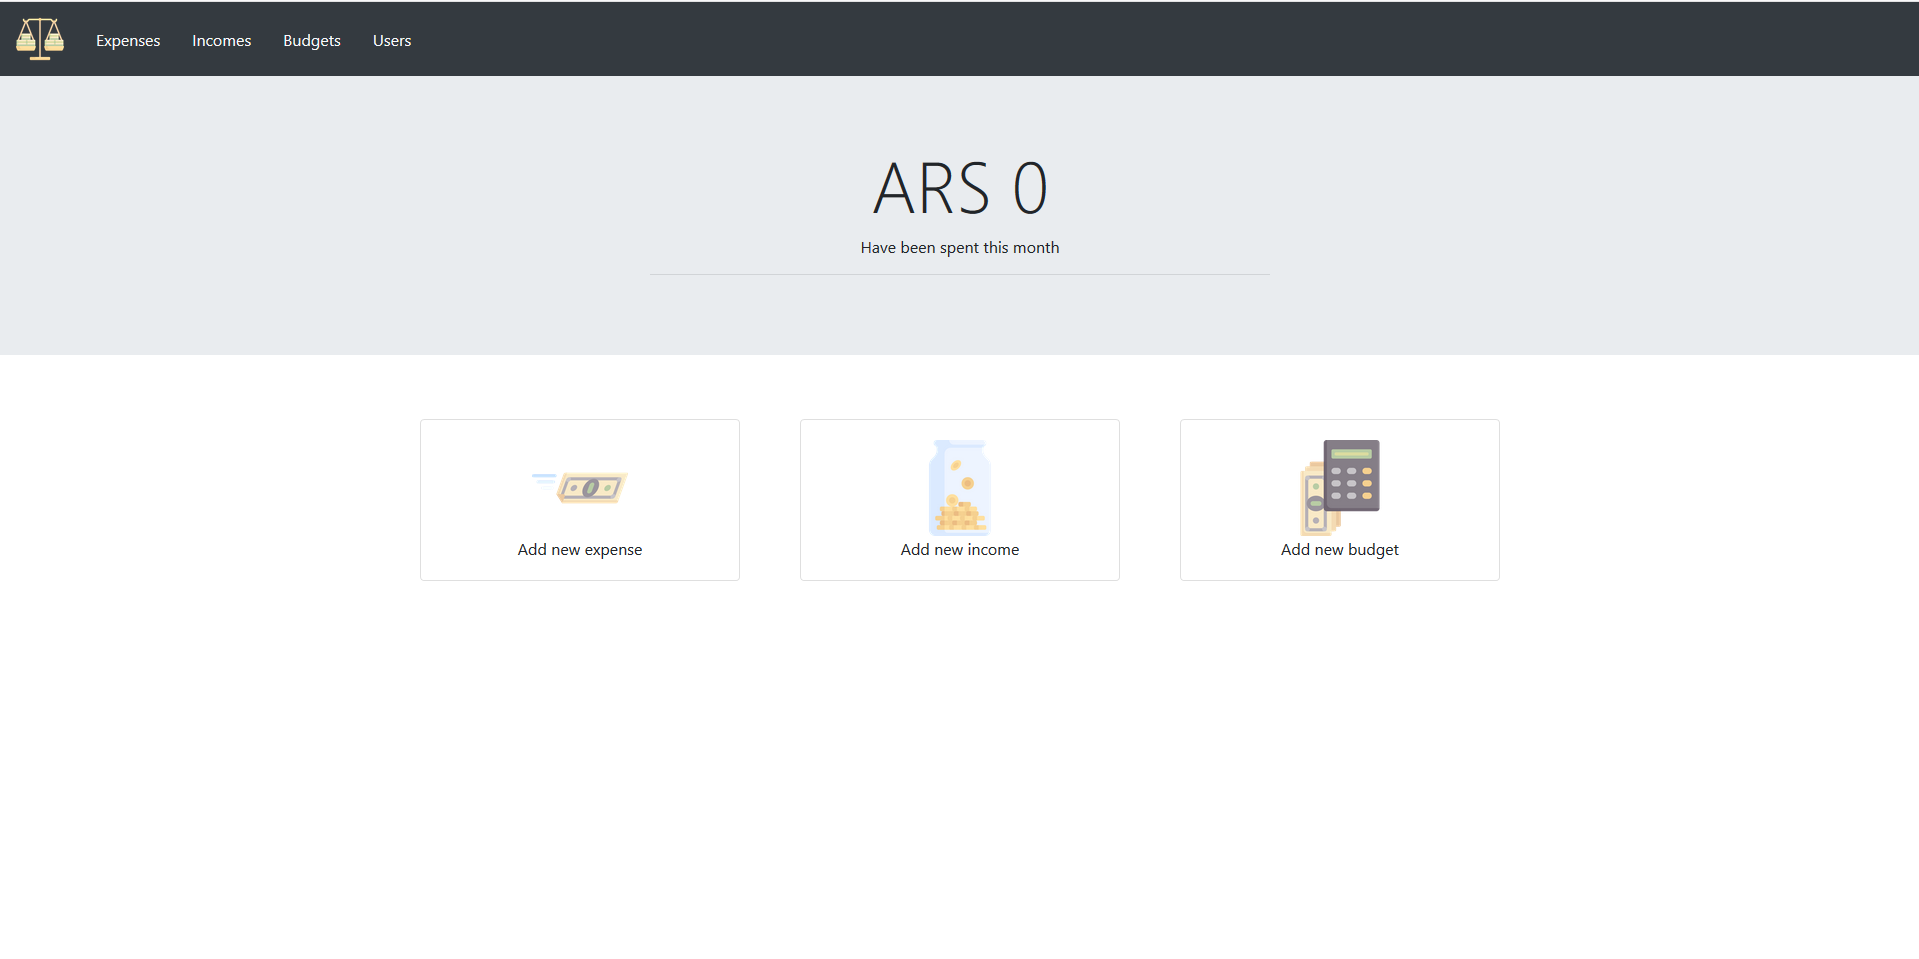 Expenses Incomes Budgets Users
ARS 0
Have been spent this month
Add new expense
Add new income
Add new budget